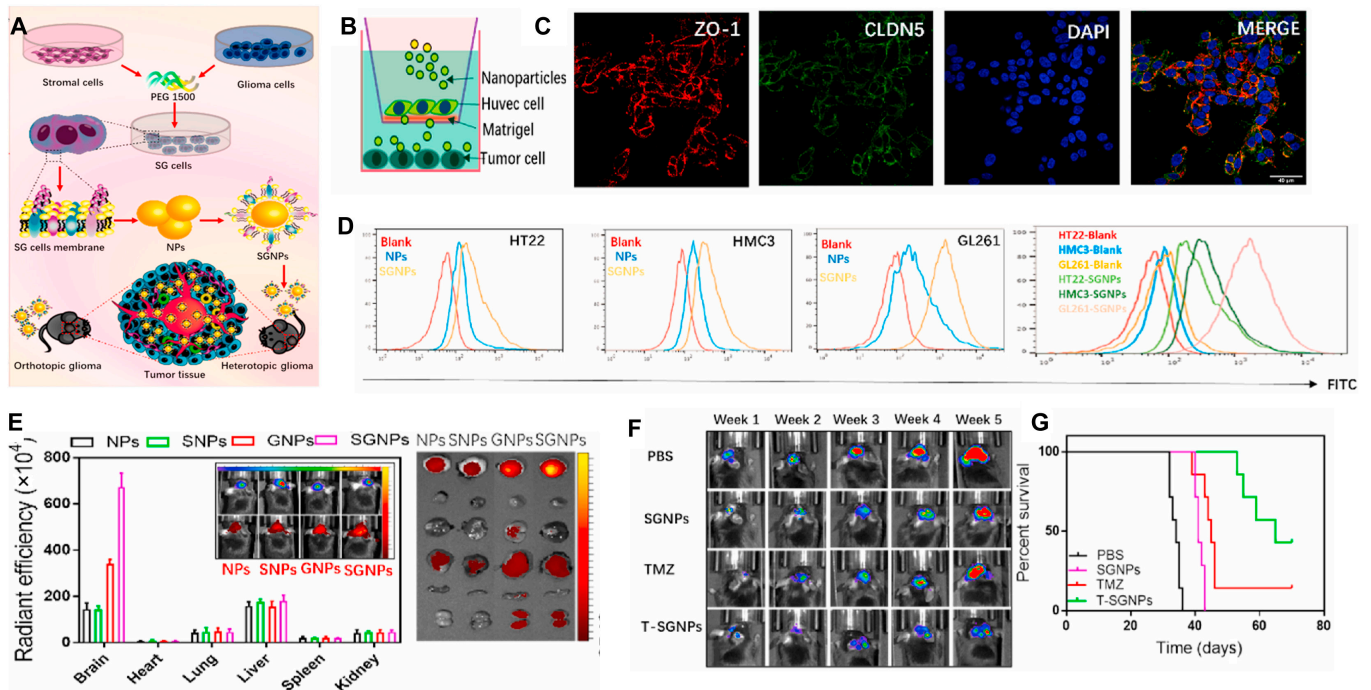 A
Stromal cells
Glioma cells
PEG 1500
SG cells
SG cells membrane
NPs
SGNPs
Orthotopic glioma
Tumor tissue
Heterotopic glioma
B
Nanoparticles
Huvec cell
Matrigel
Tumor cell
C
ZO-1
CLDN5
DAPI
MERGE
40 μm
D
Blank
NPs
SGNPs
HT22
Blank
NPs
SGNPs
HMC3
Blank
NPs
SGNPs
GL261
HT22-Blank
HMC3-Blank
GL261-Blank
HT22-SGNPs
HMC3-SGNPs
GL261-SGNPs
FITC
E
NPs SNPs GNPs SGNPs
Radiant efficiency (×10⁴)
800
600
400
200
0
Brain Heart Lung Liver Spleen Kidney
NPs SNPs GNPs SGNPs
NPs SNPs GNPs SGNPs
F
Week 1 Week 2 Week 3 Week 4 Week 5
PBS
SGNPs
TMZ
T-SGNPs
G
Percent survival
100
50
0
PBS
SGNPs
TMZ
T-SGNPs
0 20 40 60 80
Time (days)